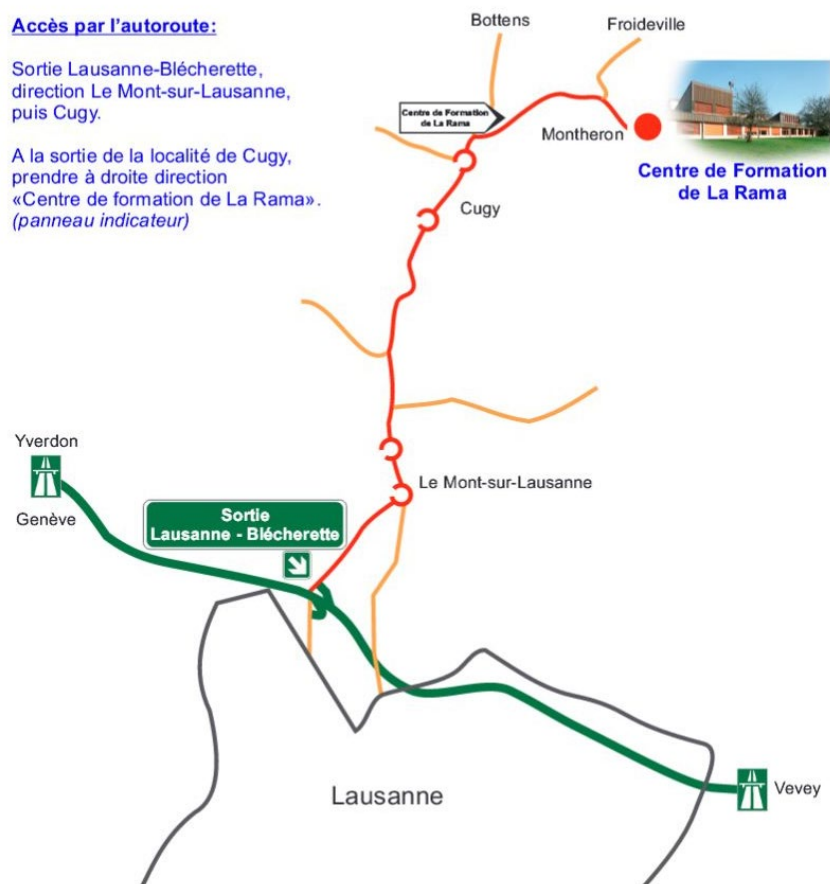 Accès par l'autoroute:
Sortie Lausanne-Blécherette,
direction Le Mont-sur-Lausanne,
puis Cugy.
A la sortie de la localité de Cugy,
prendre à droite direction
«Centre de formation de La Rama».
(panneau indicateur)
Bottens
Froideville
Centre de Formation
de La Rama
Montheron
Centre de Formation
de La Rama
Cugy
Le Mont-sur-Lausanne
Yverdon
Genève
Sortie
Lausanne - Blécherette
Lausanne
Vevey